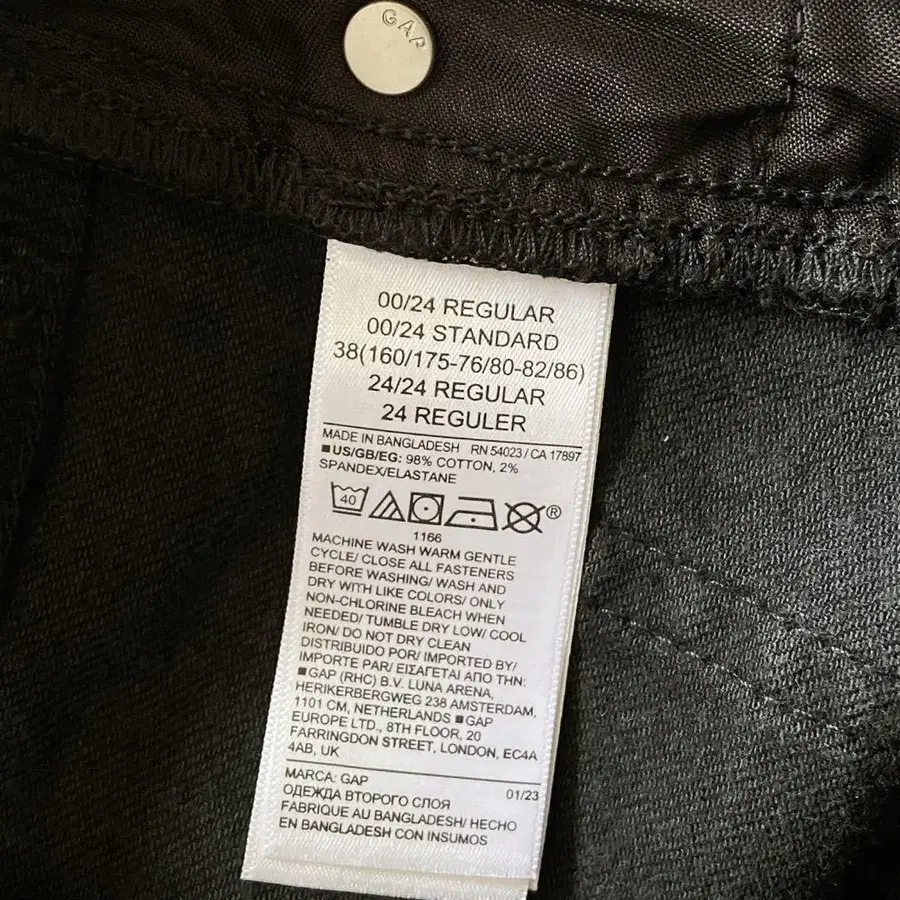 GAP
00/24 REGULAR
00/24 STANDARD
38(160/175-76/80-82/86)
24/24 REGULAR
24 REGULER
MADE IN BANGLADESH RN 54023 / CA 17897
■US/GB/EG: 98% COTTON, 2%
SPANDEX/ELASTANE
40 ®
1166
MACHINE WASH WARM GENTLE
CYCLE/ CLOSE ALL FASTENERS
BEFORE WASHING/ WASH AND
DRY WITH LIKE COLORS/ ONLY
NON-CHLORINE BLEACH WHEN
NEEDED/ TUMBLE DRY LOW/ COOL
IRON/ DO NOT DRY CLEAN
DISTRIBUIDO POR/ IMPORTED BY/
IMPORTE PAR/ ΕΙΣΑΓΕΤΑΙ ΑΠΟ ΤΗΝ:
■GAP (RHC) B.V. LUNA ARENA,
HERIKERBERGWEG 238 AMSTERDAM,
1101 CM, NETHERLANDS ■GAP
EUROPE LTD., 8TH FLOOR, 20
FARRINGDON STREET, LONDON, EC4A
4AB, UK
MARCA: GAP 01/23
ОДЕЖДА ВТОРОГО СЛОЯ
FABRIQUE AU BANGLADESH/ HECHO
EN BANGLADESH CON INSUMOS